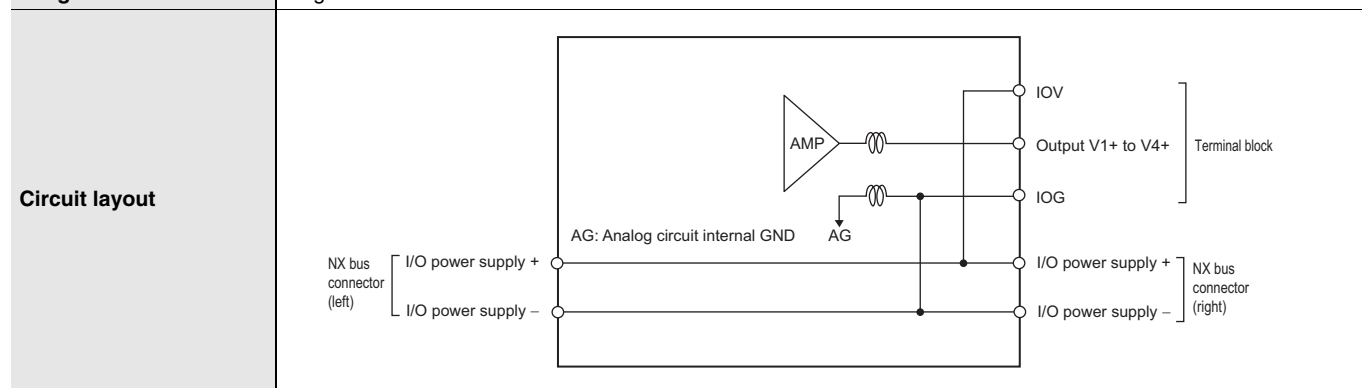 Circuit layout
IOV
AMP
Output V1+ to V4+
Terminal block
IOG
AG: Analog circuit internal GND
AG
NX bus
connector
(left)
I/O power supply +
I/O power supply −
I/O power supply +
I/O power supply −
NX bus
connector
(right)